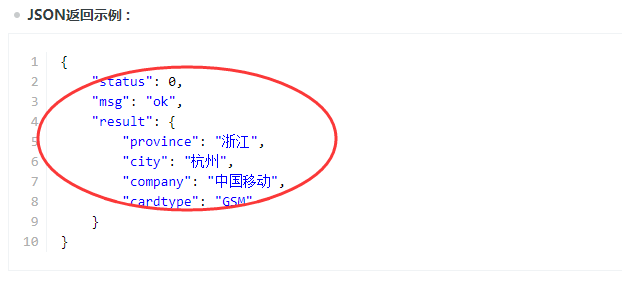 JSON返回示例：
1 {
2 "status": 0,
3 "msg": "ok",
4 "result": {
5 "province": "浙江",
6 "city": "杭州",
7 "company": "中国移动",
8 "cardtype": "GSM"
9 }
10 }